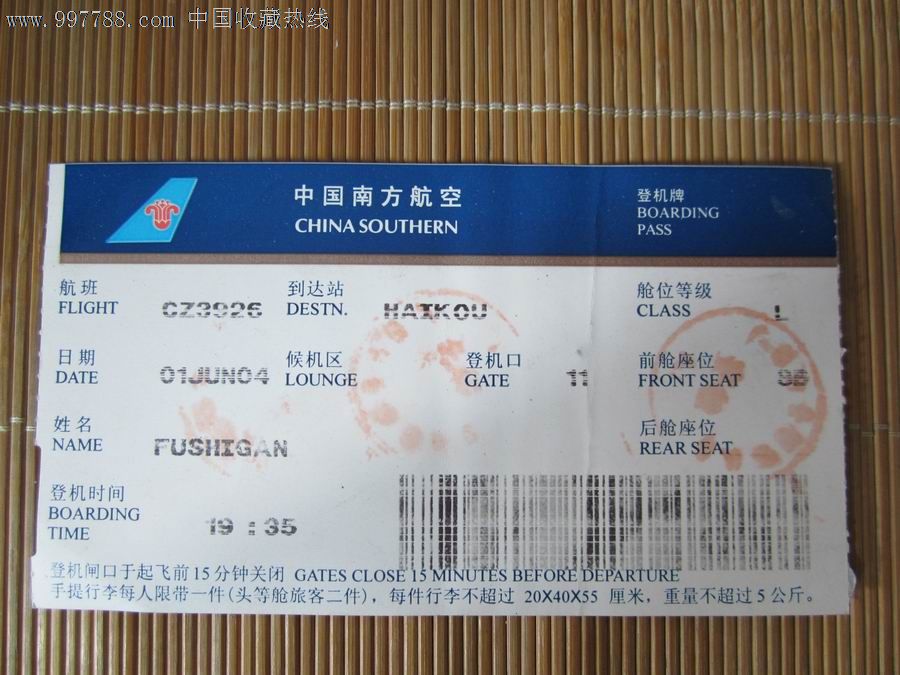 www.997788.com 中国收藏热线
中国南方航空
CHINA SOUTHERN
登机牌
BOARDING
PASS
航班
FLIGHT CZ3926
到达站
DESTN. HAIKOU
舱位等级
CLASS L
日期
DATE 01JUN04
候机区
LOUNGE
登机口
GATE 11
前舱座位
FRONT SEAT
姓名
NAME FUSHIGAN
后舱座位
REAR SEAT
登机时间
BOARDING
TIME 19:35
登机闸口于起飞前15分钟关闭 GATES CLOSE 15 MINUTES BEFORE DEPARTURE
手提行李每人限带一件(头等舱旅客二件)，每件行李不超过 20X40X55 厘米，重量不超过5公斤。